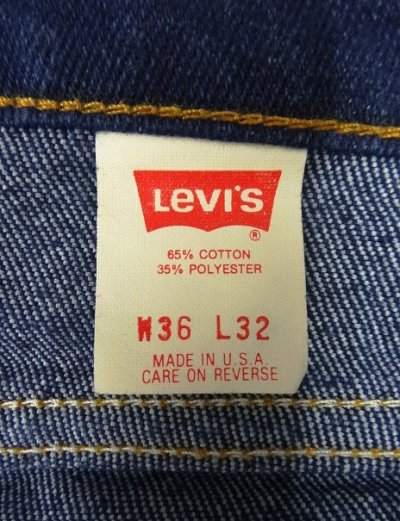 Levi's
®
65% COTTON
35% POLYESTER
W36 L32
MADE IN U.S.A.
CARE ON REVERSE